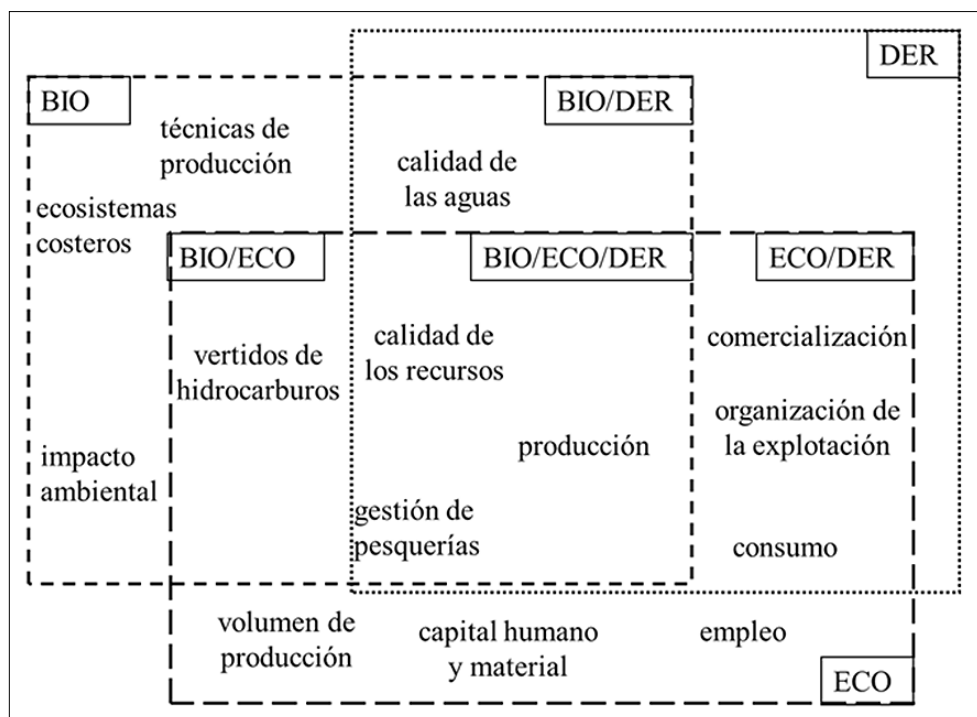 DER
BIO
BIO/DER
técnicas de
producción
calidad de
las aguas
ecosistemas
costeros
BIO/ECO
BIO/ECO/DER
ECO/DER
vertidos de
hidrocarburos
calidad de
los recursos
comercialización
organización de
la explotación
producción
impacto
ambiental
gestión de
pesquerías
consumo
volumen de
producción
capital humano
y material
empleo
ECO